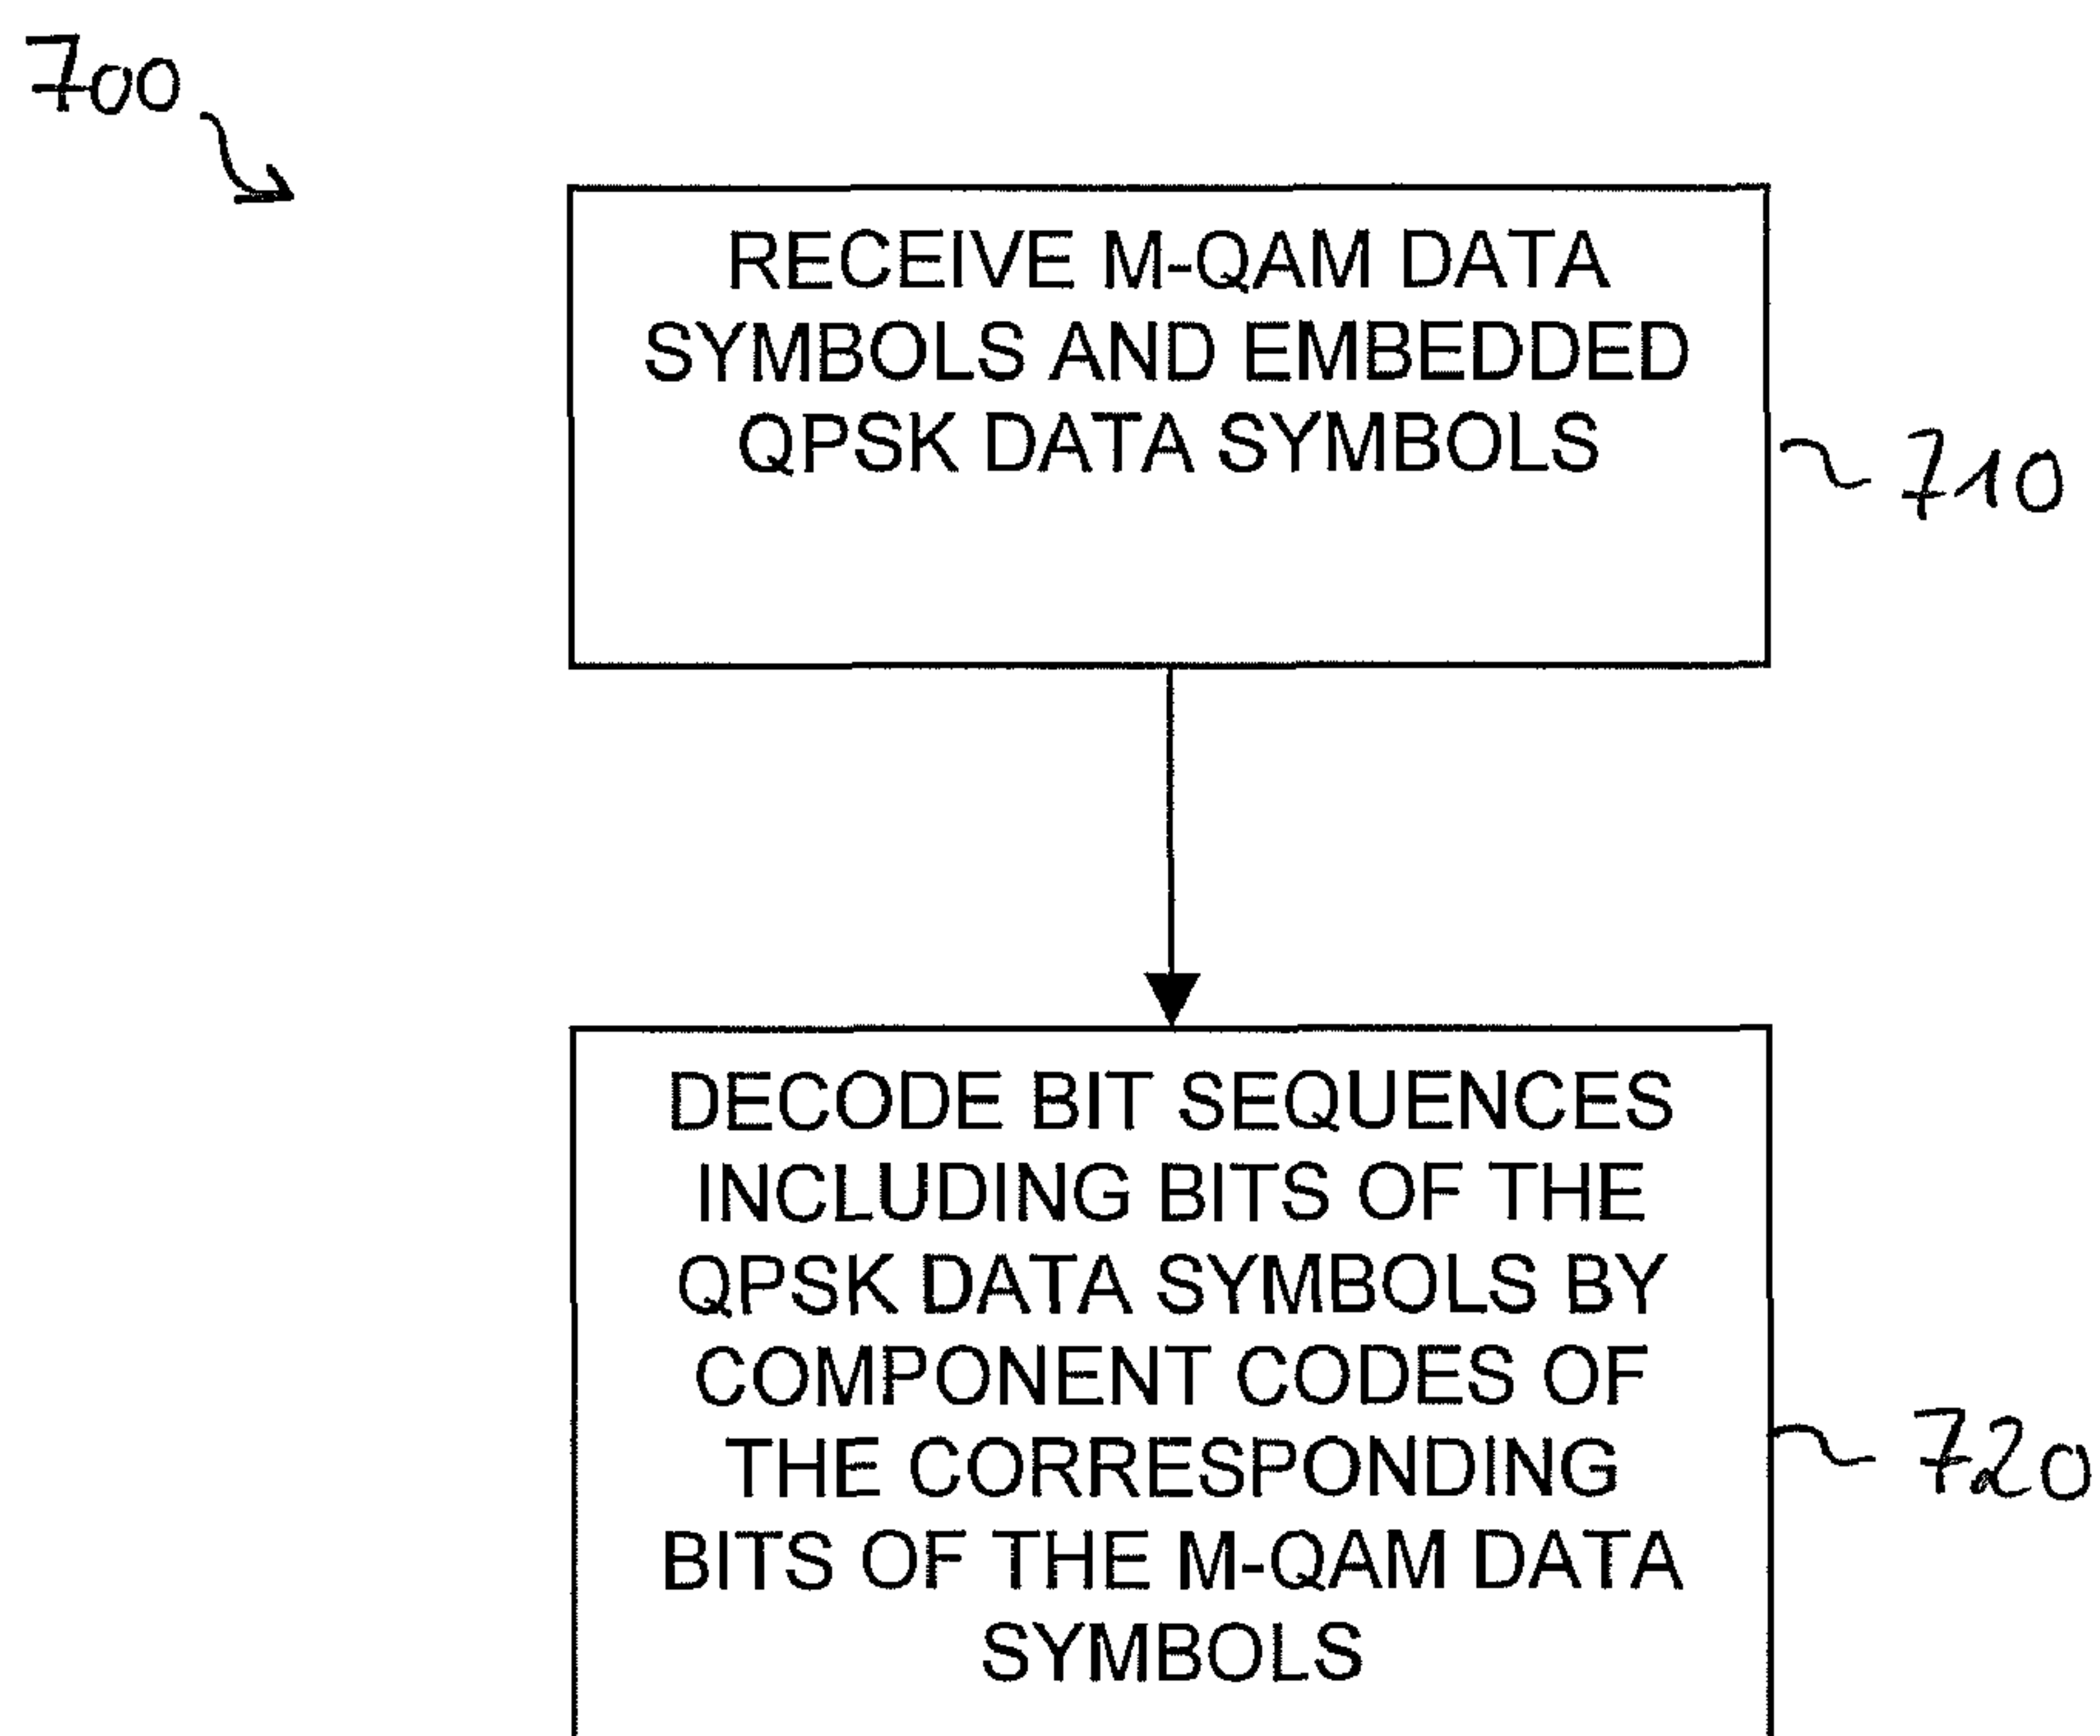 700
RECEIVE M-QAM DATA
SYMBOLS AND EMBEDDED
QPSK DATA SYMBOLS
710
DECODE BIT SEQUENCES
INCLUDING BITS OF THE
QPSK DATA SYMBOLS BY
COMPONENT CODES OF
THE CORRESPONDING
BITS OF THE M-QAM DATA
SYMBOLS
720